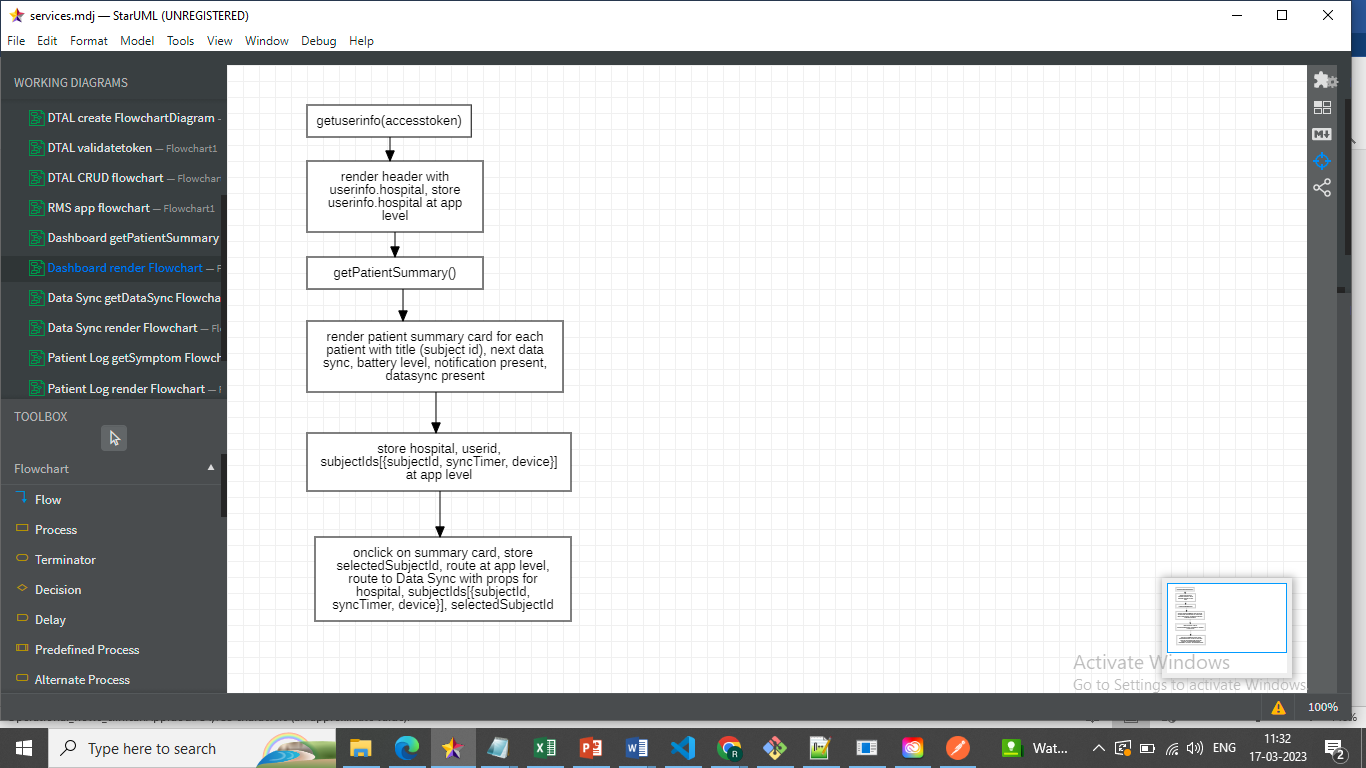 services.mdj — StarUML (UNREGISTERED)
File Edit Format Model Tools View Window Debug Help
WORKING DIAGRAMS
DTAL create FlowchartDiagram –
DTAL validatetoken — Flowchart1
DTAL CRUD flowchart — Flowchar
RMS app flowchart — Flowchart1
Dashboard getPatientSummary
Dashboard render Flowchart — F
Data Sync getDataSync Flowcha
Data Sync render Flowchart — Fl
Patient Log getSymptom Flowch
Patient Log render Flowchart — F
TOOLBOX
Flowchart
Flow
Process
Terminator
Decision
Delay
Predefined Process
Alternate Process
getuserinfo(accesstoken)
render header with
userinfo.hospital, store
userinfo.hospital at app
level
getPatientSummary()
render patient summary card for each
patient with title (subject id), next data
sync, battery level, notification present,
datasync present
store hospital, userid,
subjectIds[{subjectId, syncTimer, device}]
at app level
onclick on summary card, store
selectedSubjectId, route at app level,
route to Data Sync with props for
hospital, subjectIds[{subjectId,
syncTimer, device}], selectedSubjectId
M
Activate Windows
Go to Settings to activate Windows
100%
Type here to search
Wat...
ENG
11:32
17-03-2023
2